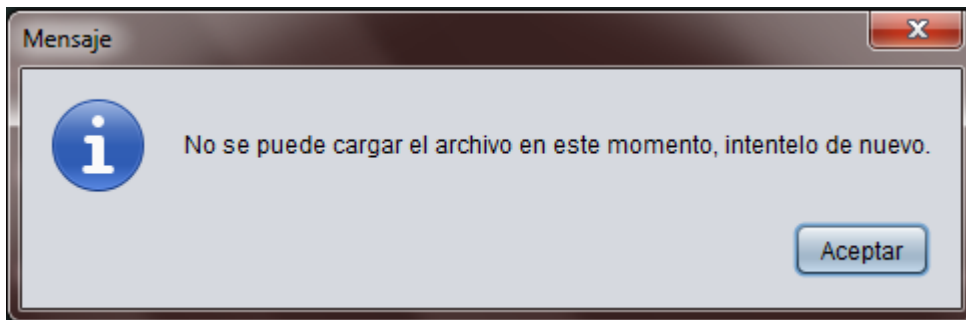 Mensaje
No se puede cargar el archivo en este momento, intentelo de nuevo.
Aceptar